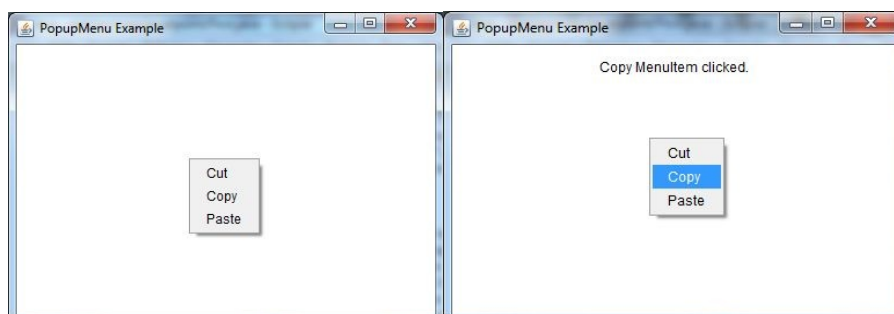 PopupMenu Example
Cut
Copy
Paste
PopupMenu Example
Copy MenuItem clicked.
Cut
Copy
Paste